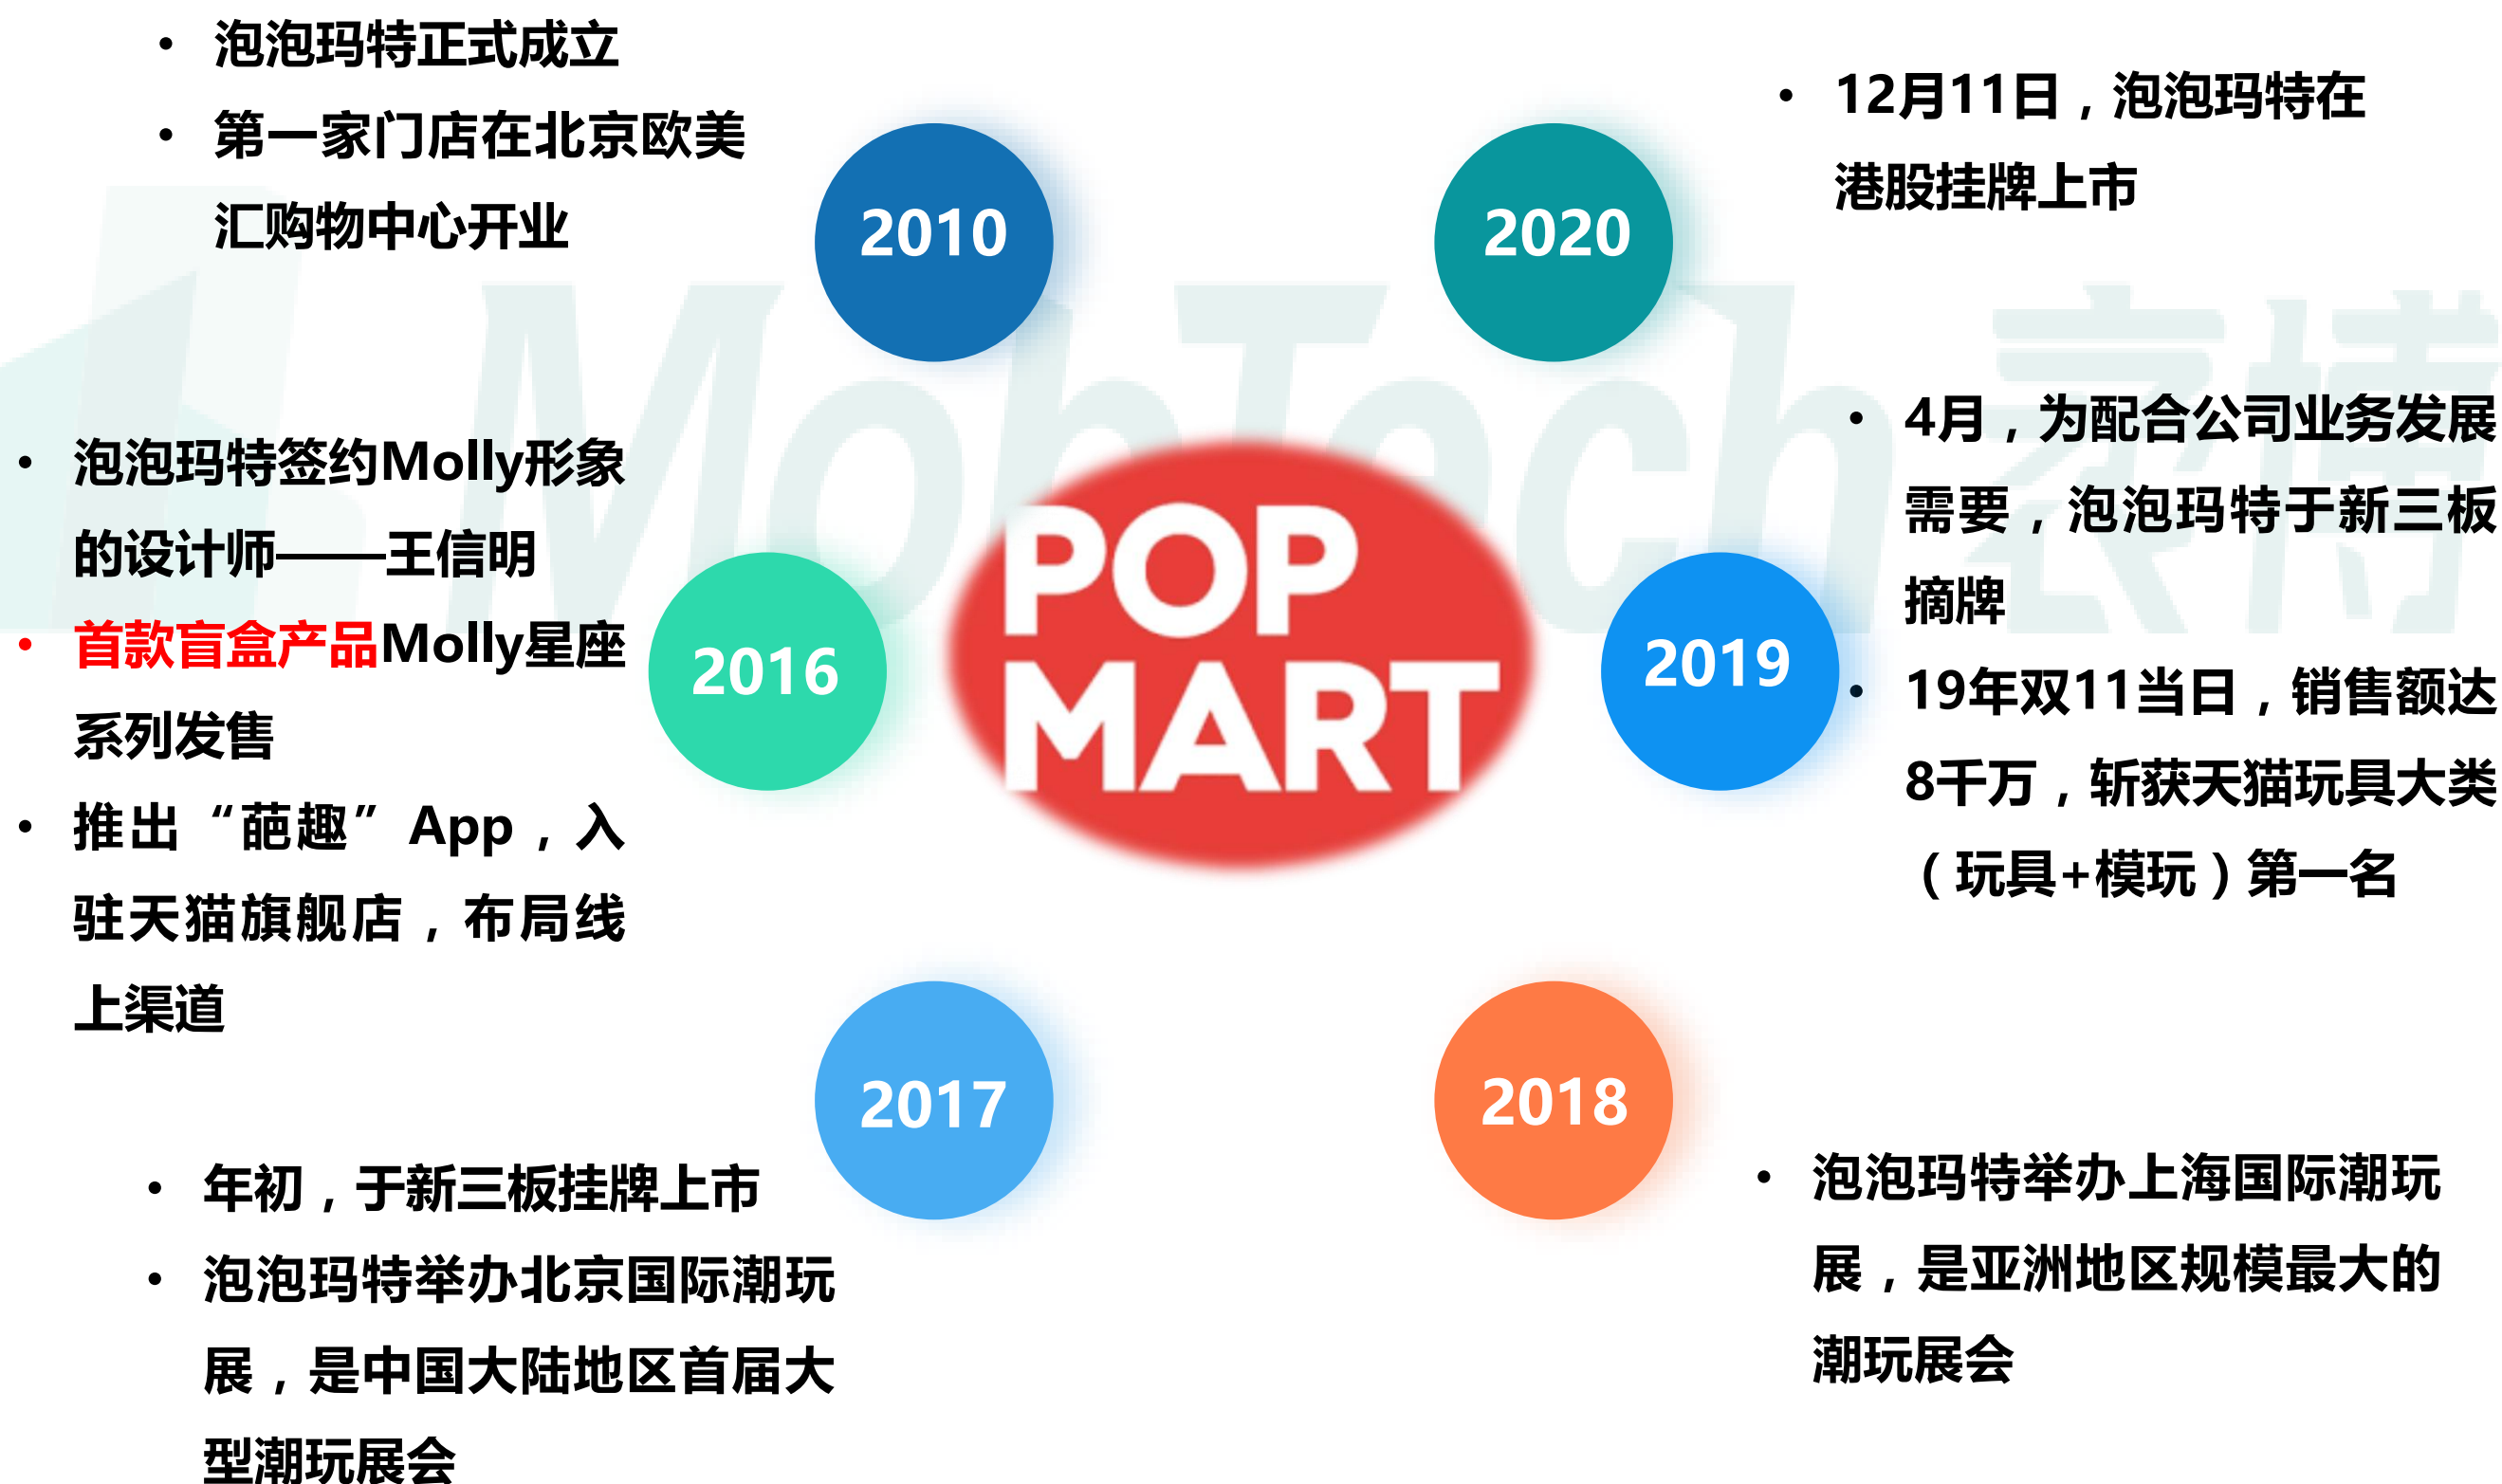 泡泡玛特正式成立
第一家门店在北京欧美
汇购物中心开业
2010
泡泡玛特签约Molly形象
的设计师——王信明
首款盲盒产品Molly星座
系列发售
推出“葩趣”App，入
驻天猫旗舰店，布局线
上渠道
2016
年初，于新三板挂牌上市
泡泡玛特举办北京国际潮玩
展，是中国大陆地区首届大
型潮玩展会
2017
POP
MART
2018
泡泡玛特举办上海国际潮玩
展，是亚洲地区规模最大的
潮玩展会
2019
4月，为配合公司业务发展
需要，泡泡玛特于新三板
摘牌
19年双11当日，销售额达
8千万，斩获天猫玩具大类
（玩具+模玩）第一名
2020
12月11日，泡泡玛特在
港股挂牌上市
MobTech 袤博